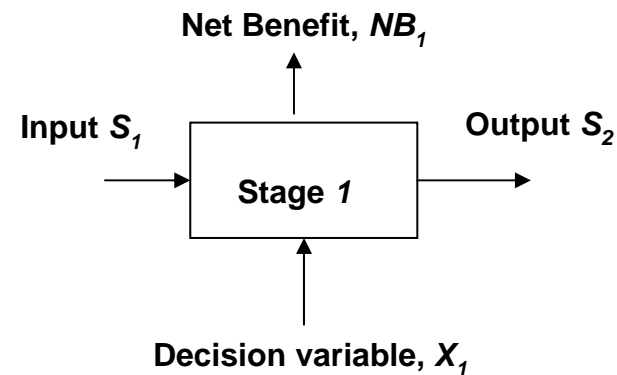 Net Benefit, NB₁
Input S₁
Output S₂
Stage 1
Decision variable, X₁